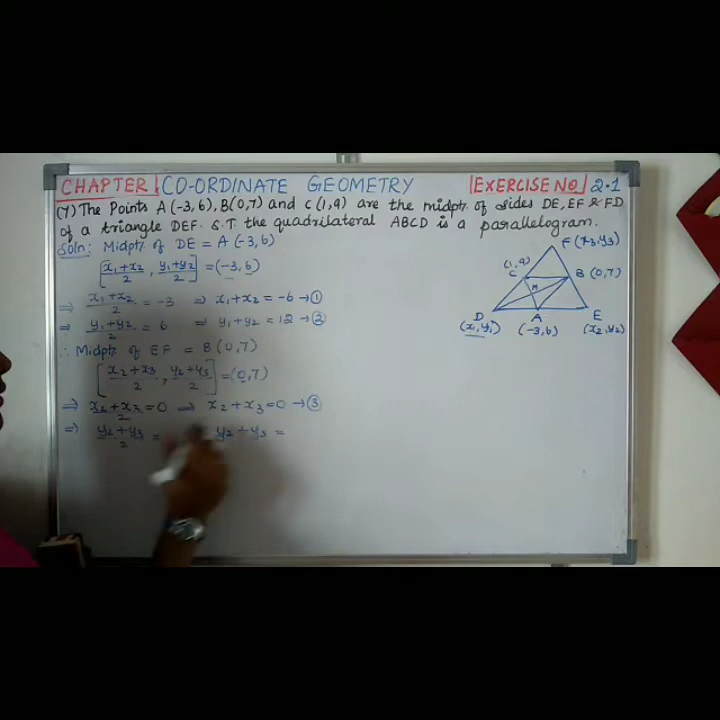 CHAPTER 1 CO-ORDINATE GEOMETRY EXERCISE NO 2.1
(7) The Points A(-3,6), B(0,7) and C(1,9) are the midpt. of sides DE, EF & FD
of a triangle DEF. S.T. the quadrilateral ABCD is a parallelogram.
Soln: Midpt. of DE = A(-3,6)
[x₁+x₂/2, y₁+y₂/2] = (-3,6)
⇒ x₁+x₂/2 = -3 ⇒ x₁+x₂ = -6 → ①
⇒ y₁+y₂/2 = 6 ⇒ y₁+y₂ = 12 → ②
∴ Midpt. of EF = B(0,7)
[x₂+x₃/2, y₂+y₃/2] = (0,7)
⇒ x₂+x₃/2 = 0 ⇒ x₂+x₃ = 0 → ③
⇒ y₂+y₃/2 = y₂+y₃ =
F(x₃,y₃)
(1,9)
C
B (0,7)
M
D A E
(x₁,y₁) (-3,6) (x₂,y₂)